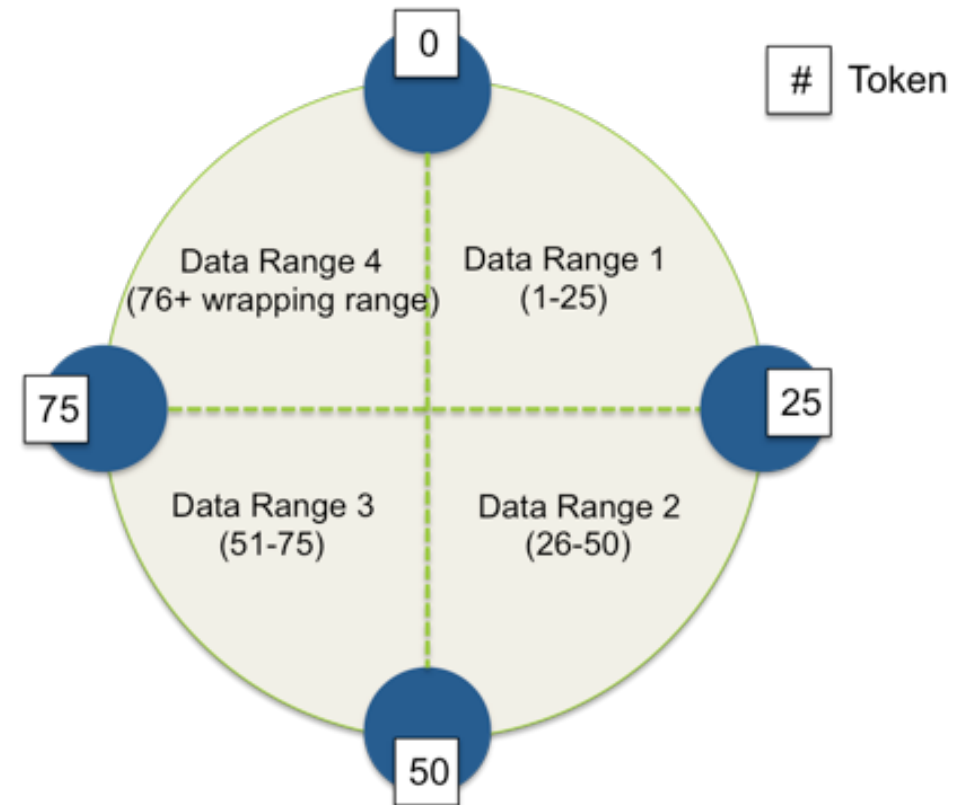 0
# Token
Data Range 4
(76+ wrapping range)
Data Range 1
(1-25)
75
25
Data Range 3
(51-75)
Data Range 2
(26-50)
50